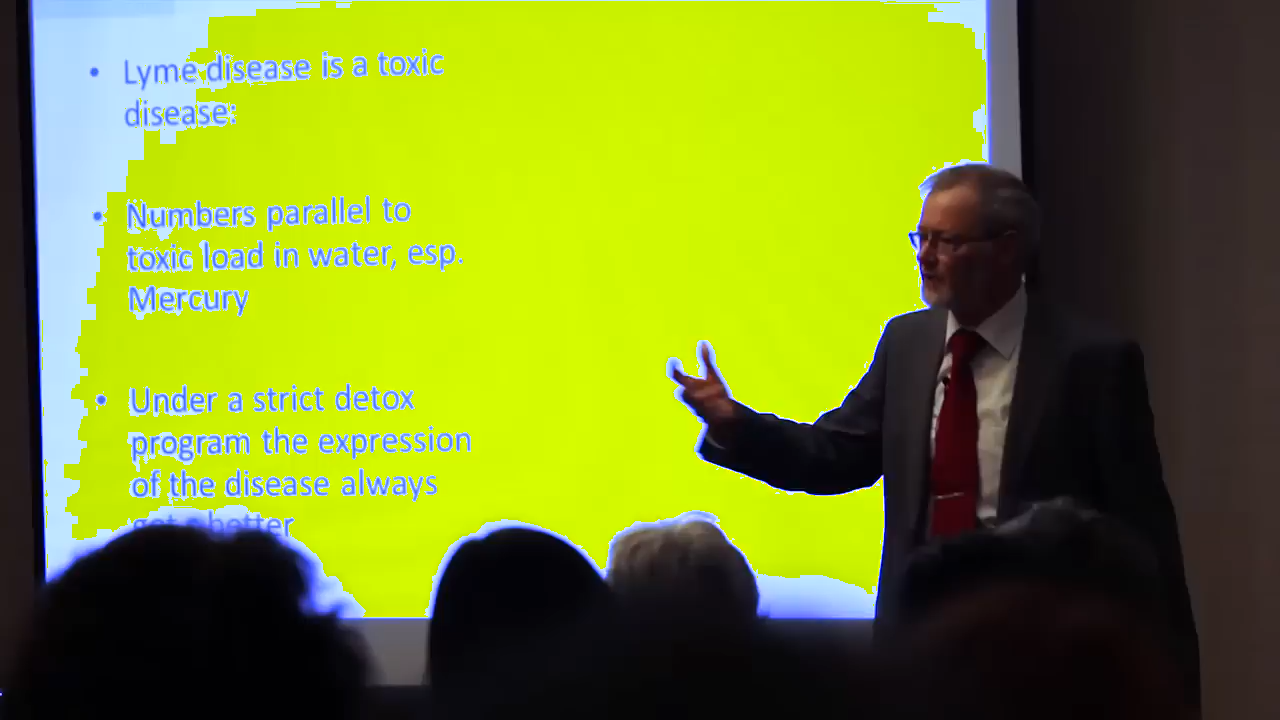 • Lyme disease is a toxic
disease:
• Numbers parallel to
toxic load in water, esp.
Mercury
• Under a strict detox
program the expression
of the disease always
better